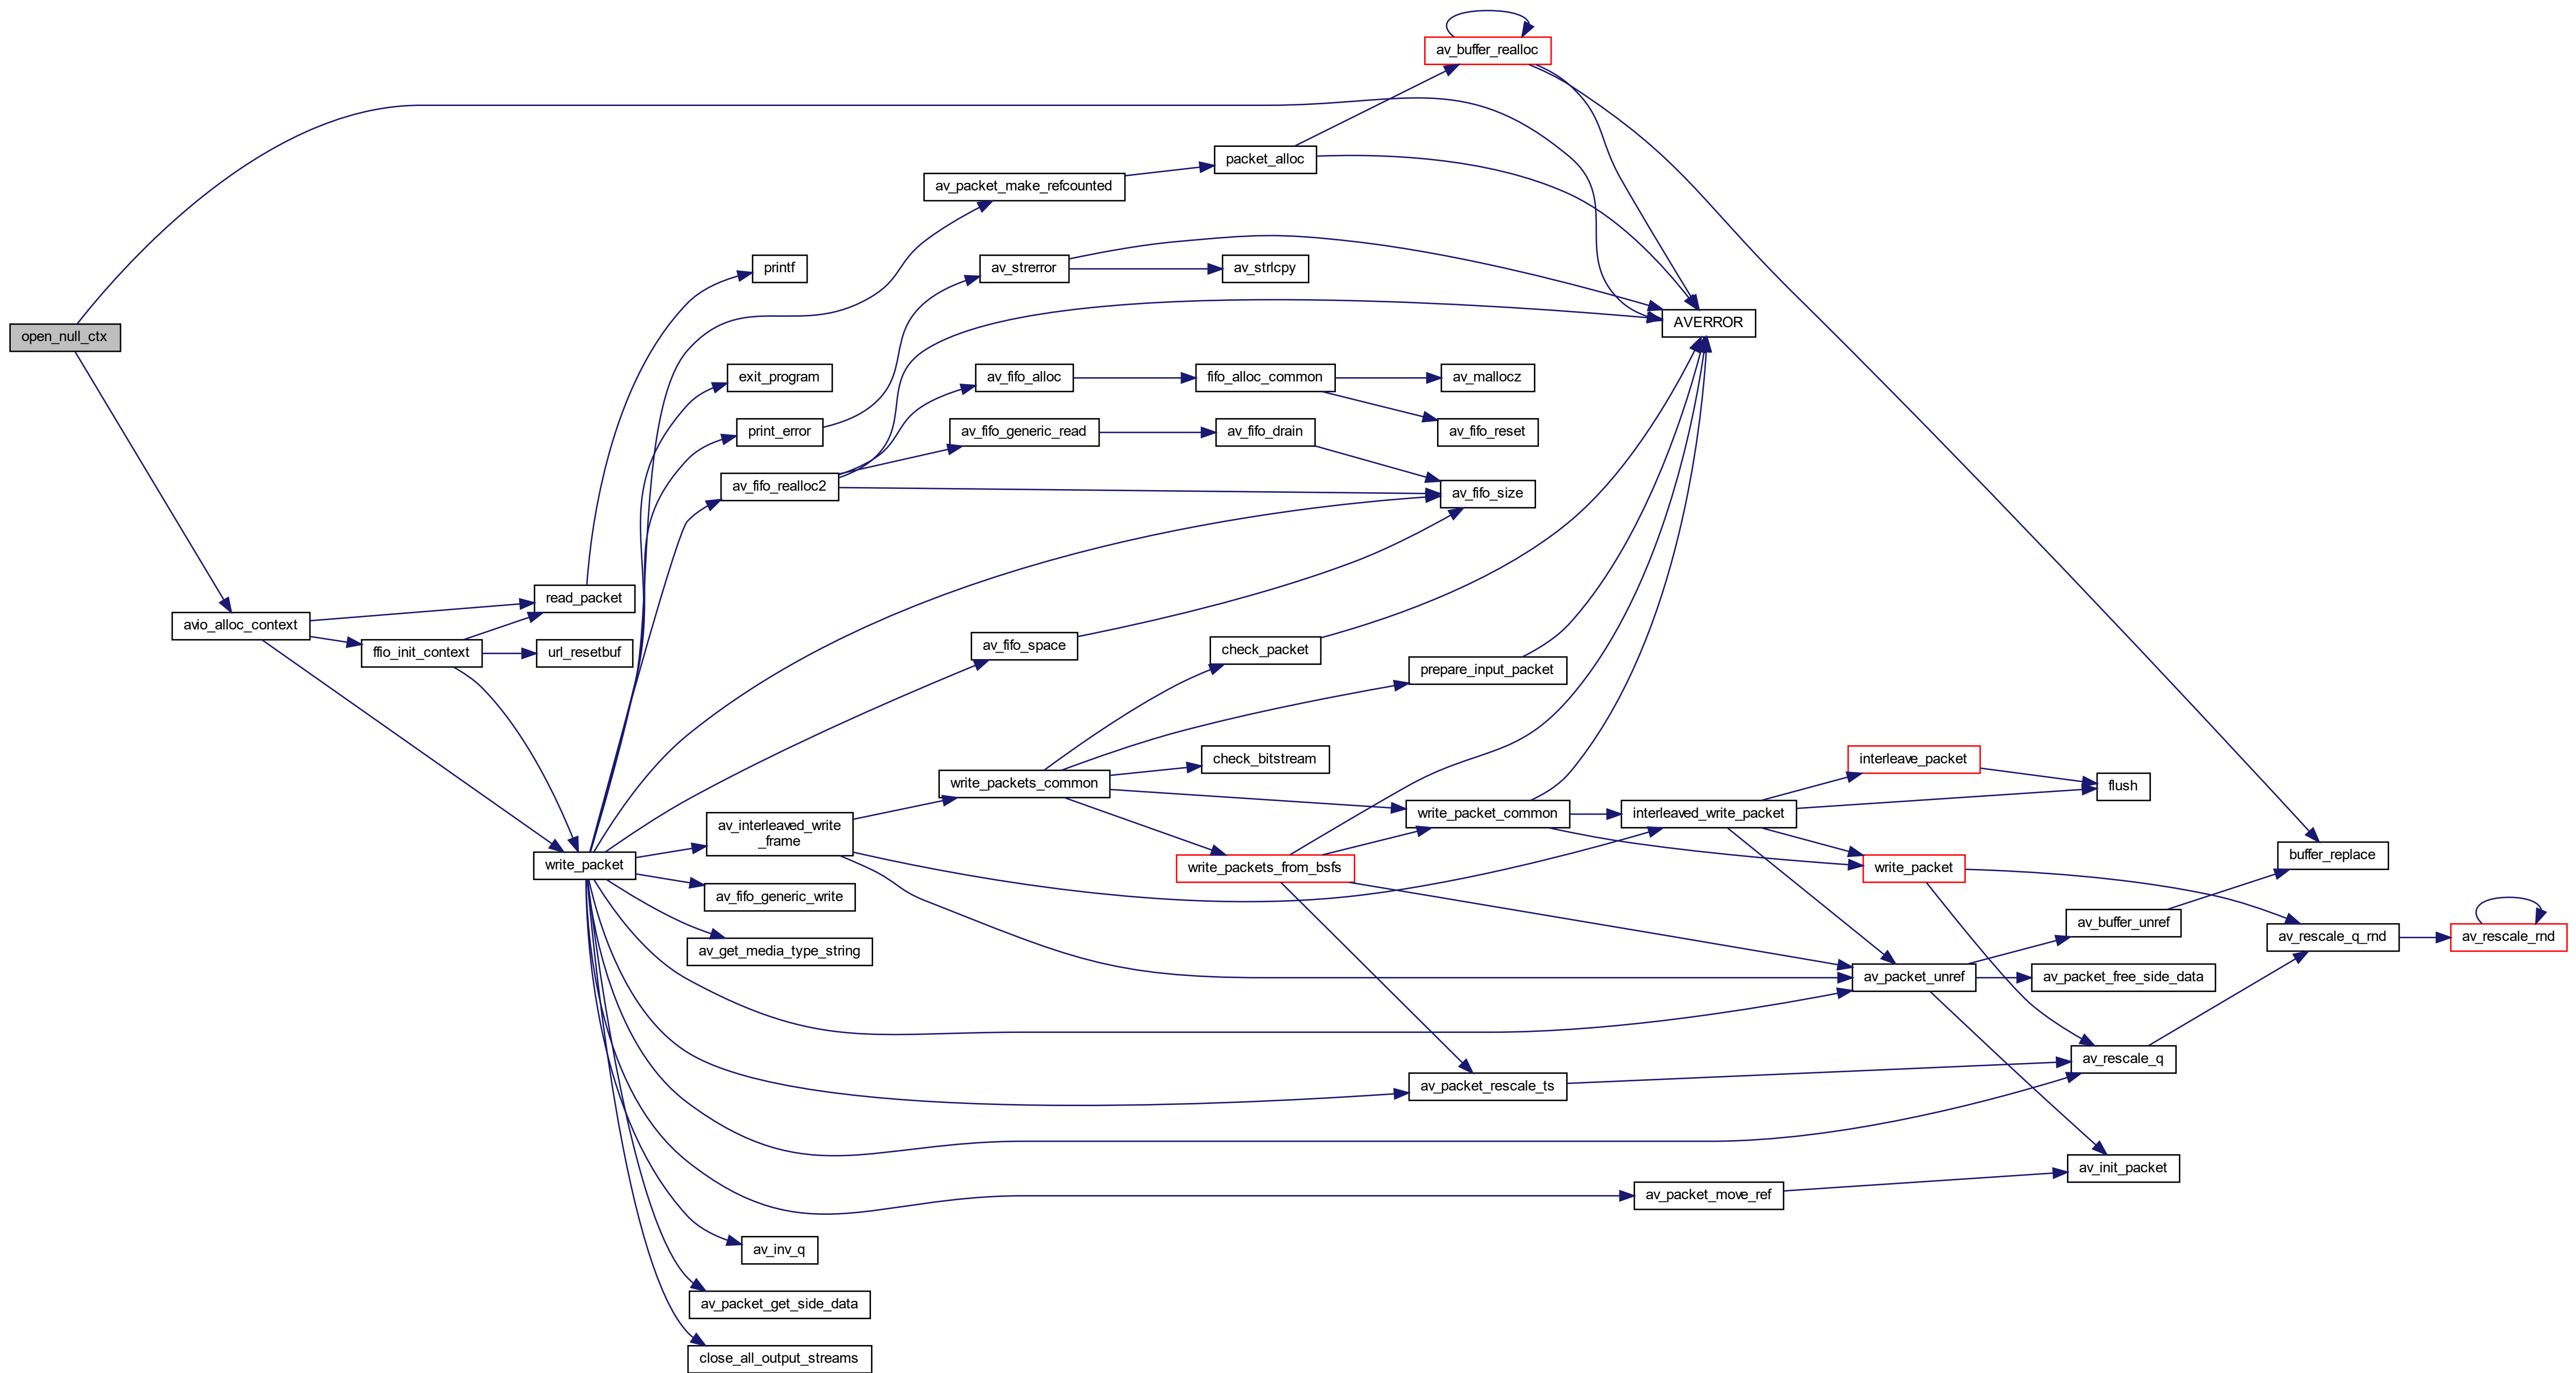 av_buffer_realloc
packet_alloc
av_packet_make_refcounted
printf
av_strerror
av_strlcpy
open_null_ctx
AVERROR
exit_program
av_fifo_alloc
fifo_alloc_common
av_mallocz
print_error
av_fifo_generic_read
av_fifo_drain
av_fifo_reset
av_fifo_realloc2
av_fifo_size
read_packet
avio_alloc_context
ffio_init_context
url_resetbuf
av_fifo_space
check_packet
prepare_input_packet
write_packets_common
check_bitstream
interleave_packet
flush
av_interleaved_write
_frame
write_packet_common
interleaved_write_packet
write_packet
write_packets_from_bsfs
write_packet
buffer_replace
av_fifo_generic_write
av_buffer_unref
av_get_media_type_string
av_rescale_q_rnd
av_rescale_rnd
av_packet_unref
av_packet_free_side_data
av_packet_rescale_ts
av_rescale_q
av_init_packet
av_packet_move_ref
av_inv_q
av_packet_get_side_data
close_all_output_streams